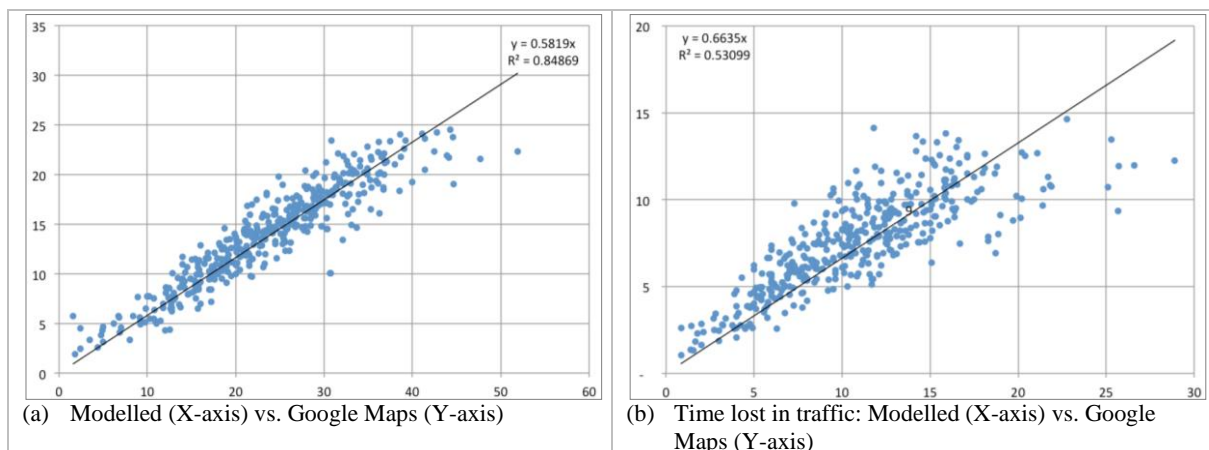 35
30
25
20
15
10
5
0
0 10 20 30 40 50 60
y = 0.5819x
R² = 0.84869
(a) Modelled (X-axis) vs. Google Maps (Y-axis)
20
15
10
5
-
0 5 10 15 20 25 30
y = 0.6635x
R² = 0.53099
9
(b) Time lost in traffic: Modelled (X-axis) vs. Google
Maps (Y-axis)